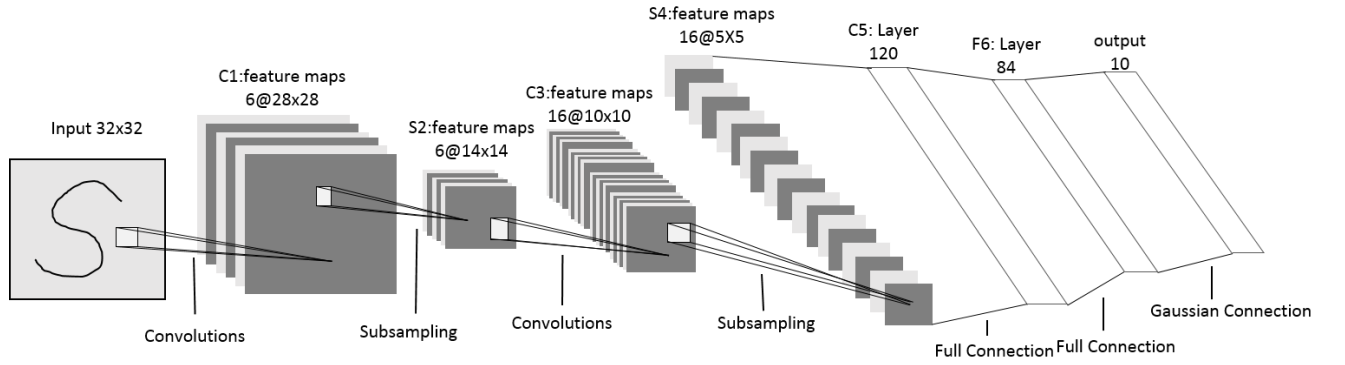 Input 32x32
C1:feature maps
6@28x28
S2:feature maps
6@14x14
C3:feature maps
16@10x10
S4:feature maps
16@5X5
C5: Layer
120
F6: Layer
84
output
10
Convolutions
Subsampling
Convolutions
Subsampling
Full Connection
Full Connection
Gaussian Connection